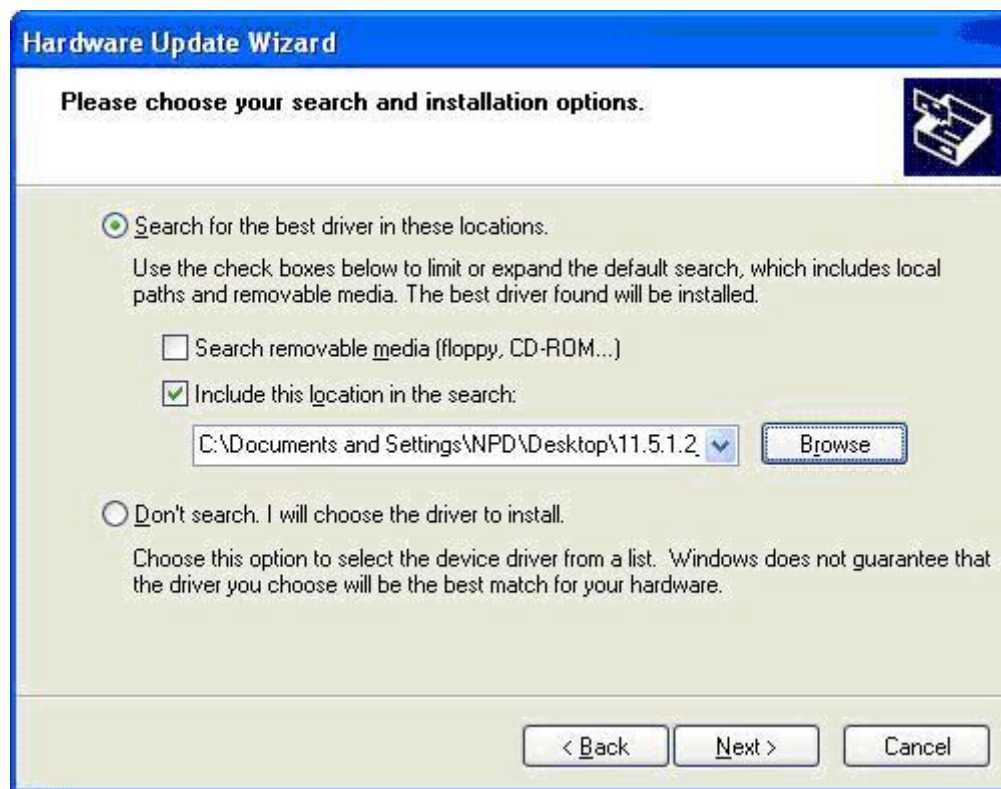 Hardware Update Wizard
Please choose your search and installation options.
Search for the best driver in these locations.
Use the check boxes below to limit or expand the default search, which includes local
paths and removable media. The best driver found will be installed.
Search removable media (floppy, CD-ROM...)
Include this location in the search:
C:\Documents and Settings\NPD\Desktop\11.5.1.2_
Browse
Don't search. I will choose the driver to install.
Choose this option to select the device driver from a list. Windows does not guarantee that
the driver you choose will be the best match for your hardware.
< Back Next > Cancel